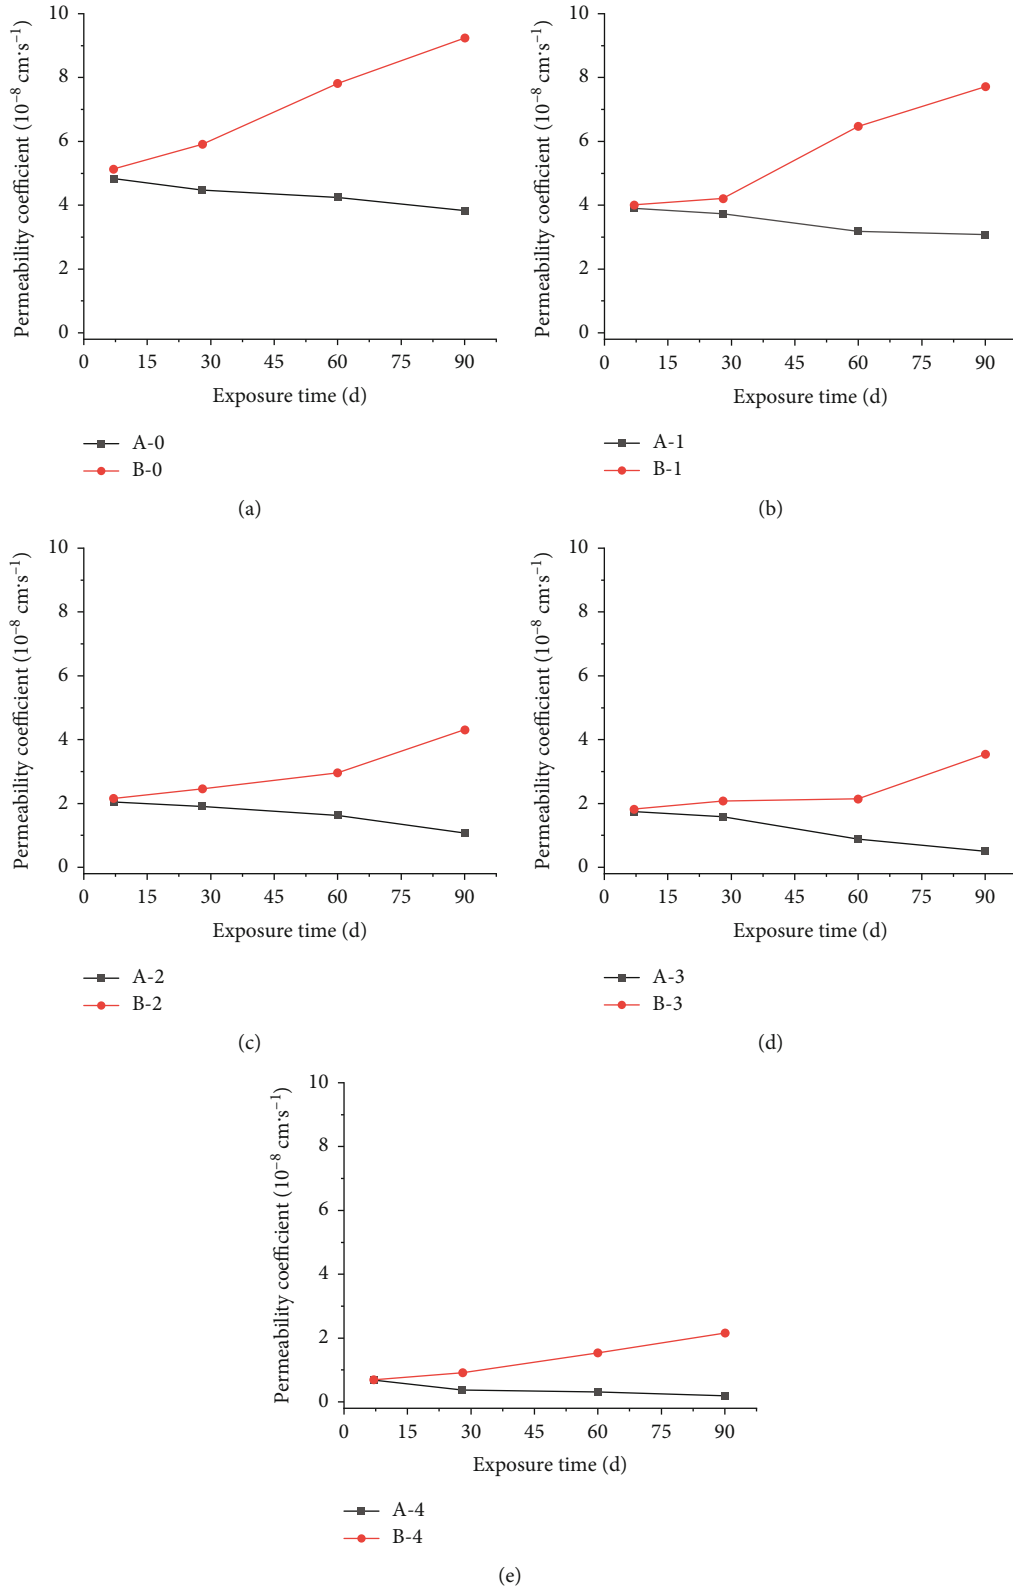 Permeability coefficient (10⁻⁸ cm·s⁻¹)
10
8
6
4
2
0
0 15 30 45 60 75 90
Exposure time (d)
A-0
B-0
(a)
Permeability coefficient (10⁻⁸ cm·s⁻¹)
10
8
6
4
2
0
0 15 30 45 60 75 90
Exposure time (d)
A-1
B-1
(b)
Permeability coefficient (10⁻⁸ cm·s⁻¹)
10
8
6
4
2
0
0 15 30 45 60 75 90
Exposure time (d)
A-2
B-2
(c)
Permeability coefficient (10⁻⁸ cm·s⁻¹)
10
8
6
4
2
0
0 15 30 45 60 75 90
Exposure time (d)
A-3
B-3
(d)
Permeability coefficient (10⁻⁸ cm·s⁻¹)
10
8
6
4
2
0
0 15 30 45 60 75 90
Exposure time (d)
A-4
B-4
(e)